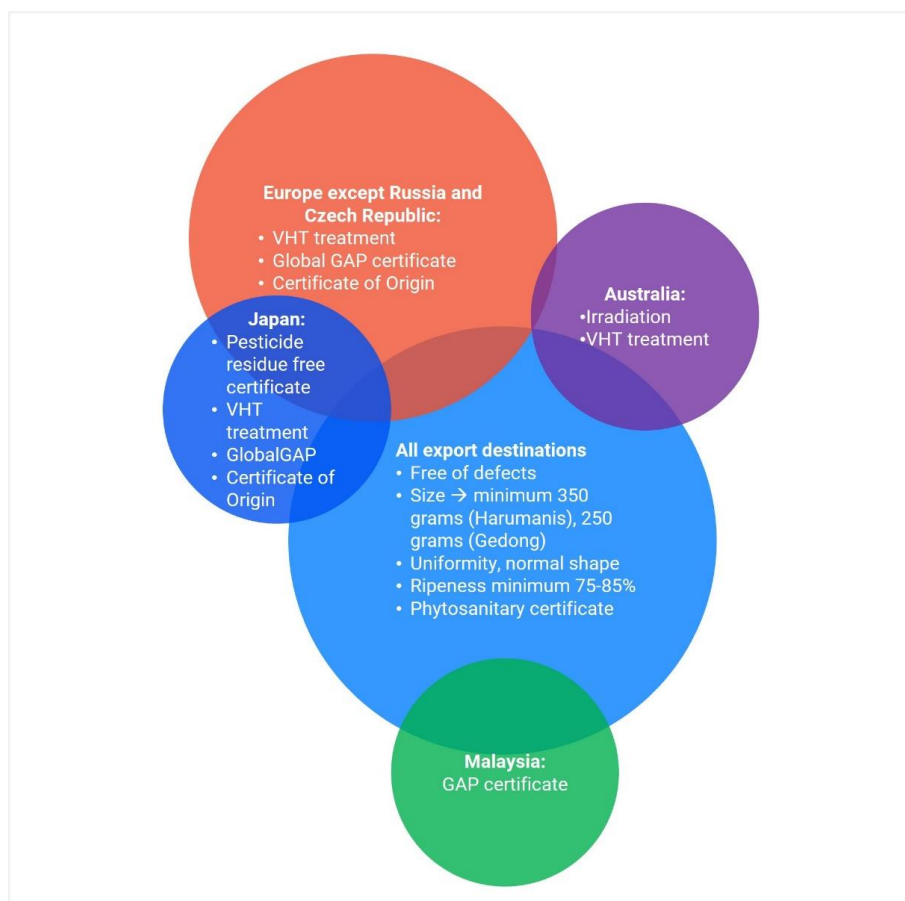 Europe except Russia and
Czech Republic:
• VHT treatment
• Global GAP certificate
• Certificate of Origin
Australia:
•Irradiation
•VHT treatment
Japan:
• Pesticide
residue free
certificate
• VHT
treatment
• GlobalGAP
• Certificate of
Origin
All export destinations
• Free of defects
• Size → minimum 350
grams (Harumanis), 250
grams (Gedong)
• Uniformity, normal shape
• Ripeness minimum 75-85%
• Phytosanitary certificate
Malaysia:
GAP certificate